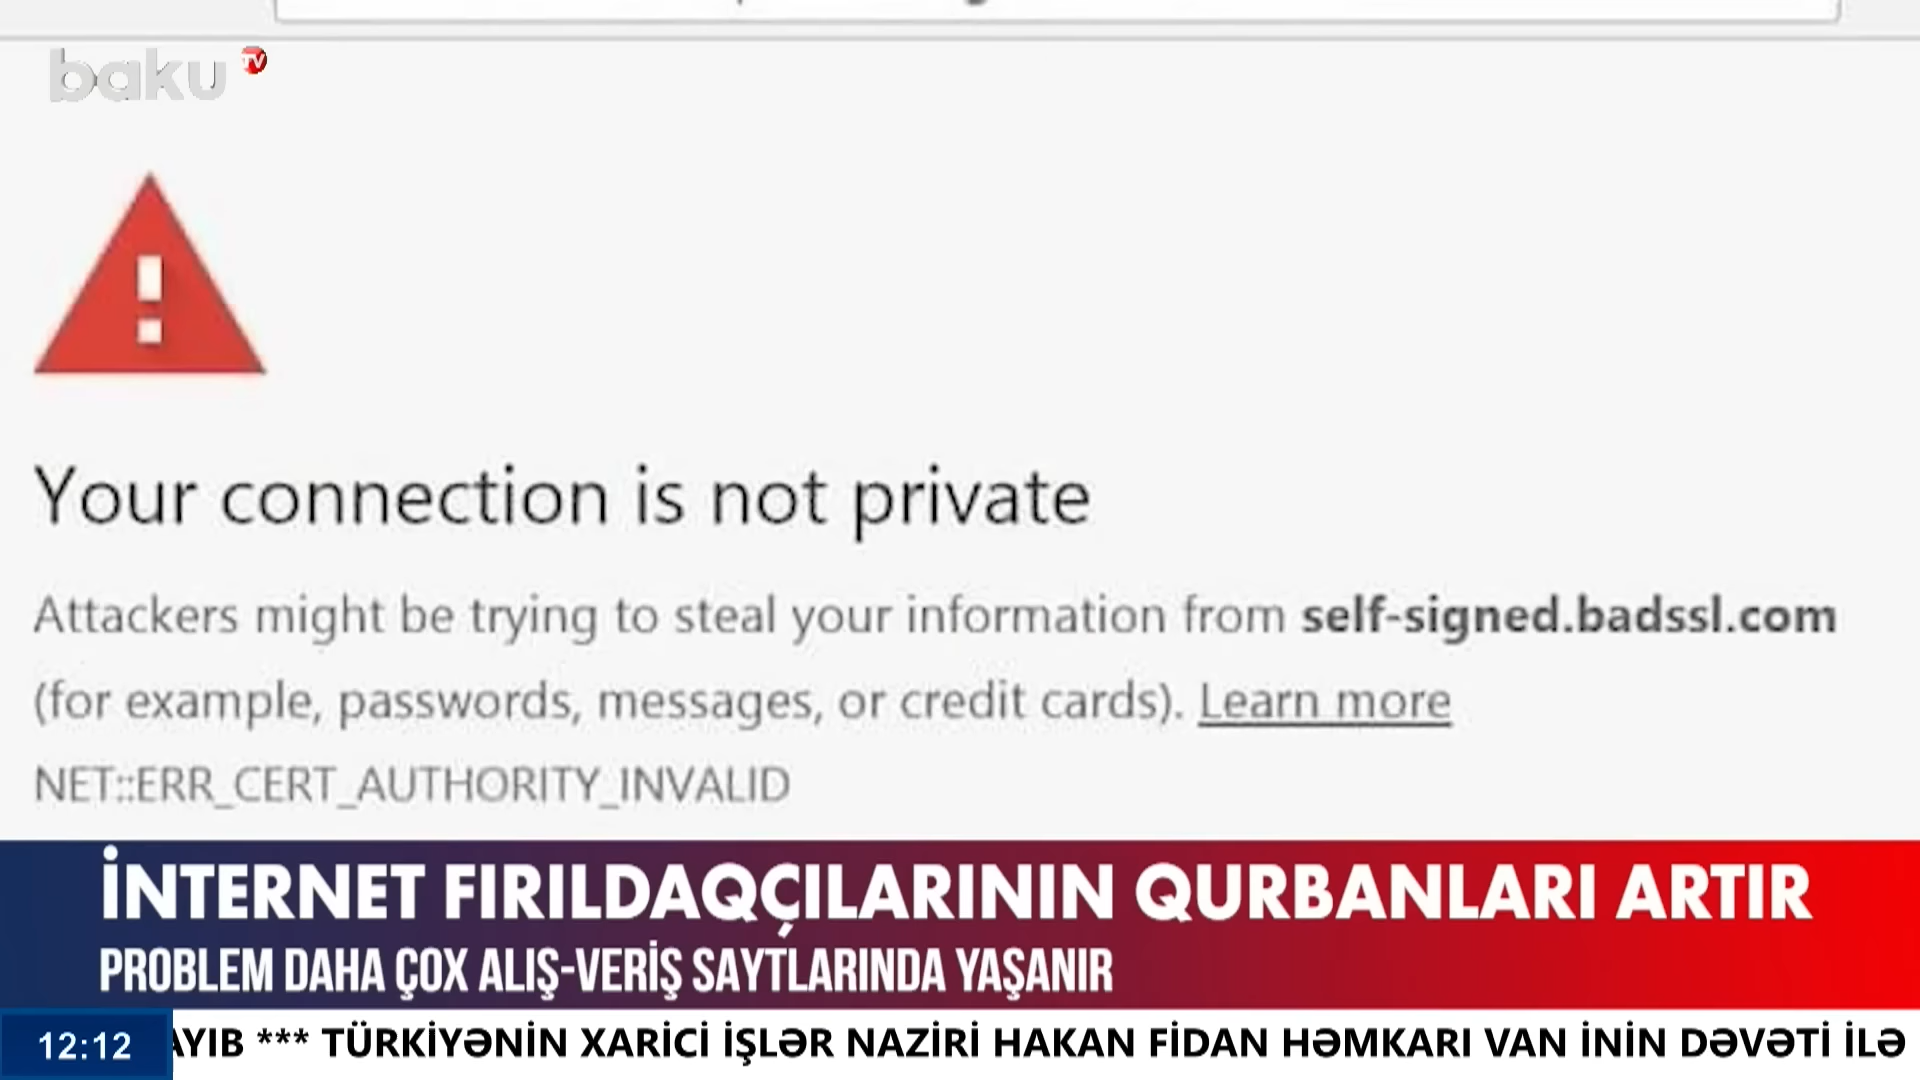 baku TV
Your connection is not private
Attackers might be trying to steal your information from self-signed.badssl.com
(for example, passwords, messages, or credit cards). Learn more
NET::ERR_CERT_AUTHORITY_INVALID
İNTERNET FIRILDAQÇILARININ QURBANLARI ARTIR
PROBLEM DAHA ÇOX ALIŞ-VERİŞ SAYTLARINDA YAŞANIR
12:12 AYIB *** TÜRKİYƏNİN XARİCİ İŞLƏR NAZİRİ HAKAN FİDAN HƏMKARI VAN İNİN DƏVƏTİ İLƏ